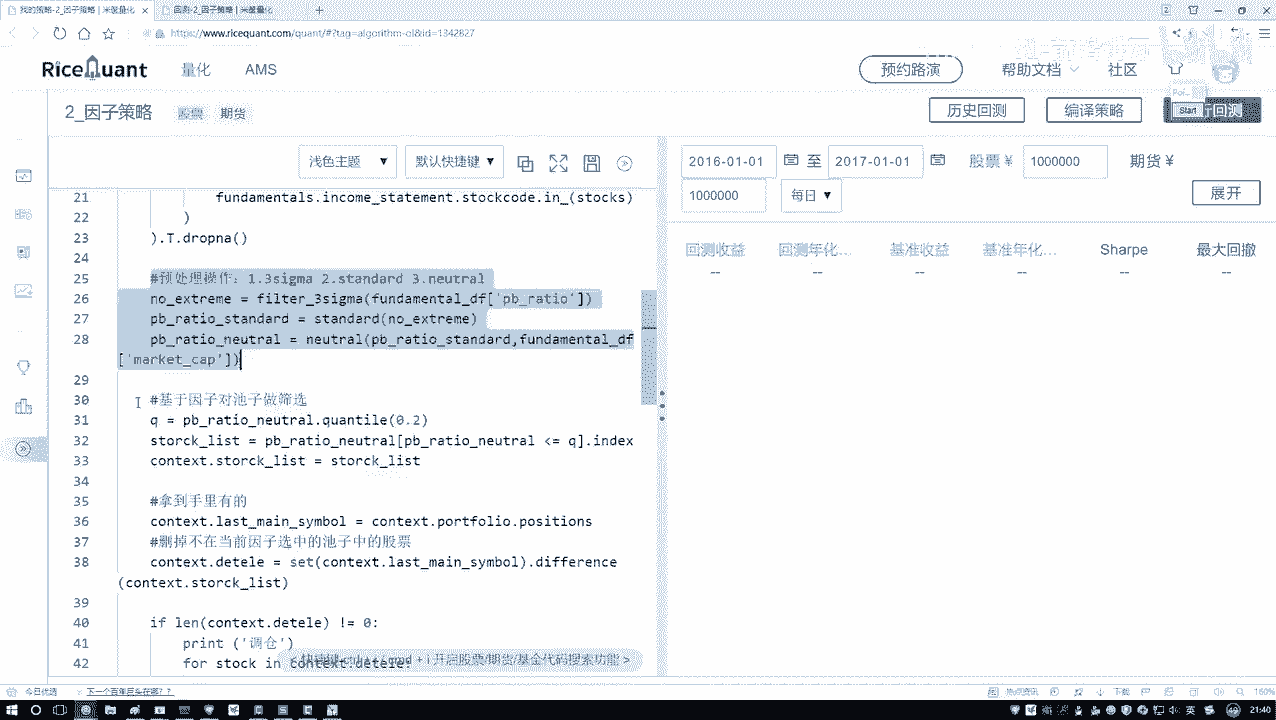 我的策略-2_因子策略 | 米筐量化
回测-2_因子策略 | 米筐量化
https://www.ricequant.com/quant/#?tag=algorithm-ol&id=1342827
RiceQuant
量化
AMS
预约路演
帮助文档
社区
2_因子策略
股票
期货
历史回测
编译策略
Start
回测
浅色主题
默认快捷键
2016-01-01
至
2017-01-01
股票 ¥
1000000
期货 ¥
1000000
每日
展开
回测收益
回测年化...
基准收益
基准年化...
Sharpe
最大回撤
--
--
--
--
--
--
21 fundamentals.income_statement.stockcode.in_(stocks)
22 )
23 ).T.dropna()
24
25 #预处理操作：1.3sigma 2.standard 3.neutral
26 no_extreme = filter_3sigma(fundamental_df['pb_ratio'])
27 pb_ratio_standard = standard(no_extreme)
28 pb_ratio_neutral = neutral(pb_ratio_standard,fundamental_df
['market_cap'])
29
30 #基于因子对池子做筛选
31 q = pb_ratio_neutral.quantile(0.2)
32 storck_list = pb_ratio_neutral[pb_ratio_neutral <= q].index
33 context.storck_list = storck_list
34
35 #拿到手里有的
36 context.last_main_symbol = context.portfolio.positions
37 #删掉不在当前因子选中的池子中的股票
38 context.detele = set(context.last_main_symbol).difference
(context.storck_list)
39
40 if len(context.detele) != 0:
41 print ('调仓')
42 for stock in context.detele:
开启股票/期货/基金代码搜索功能 >
今日优选
下一个百年巨头在哪？？
热点资讯
下载
160%
英
21:40